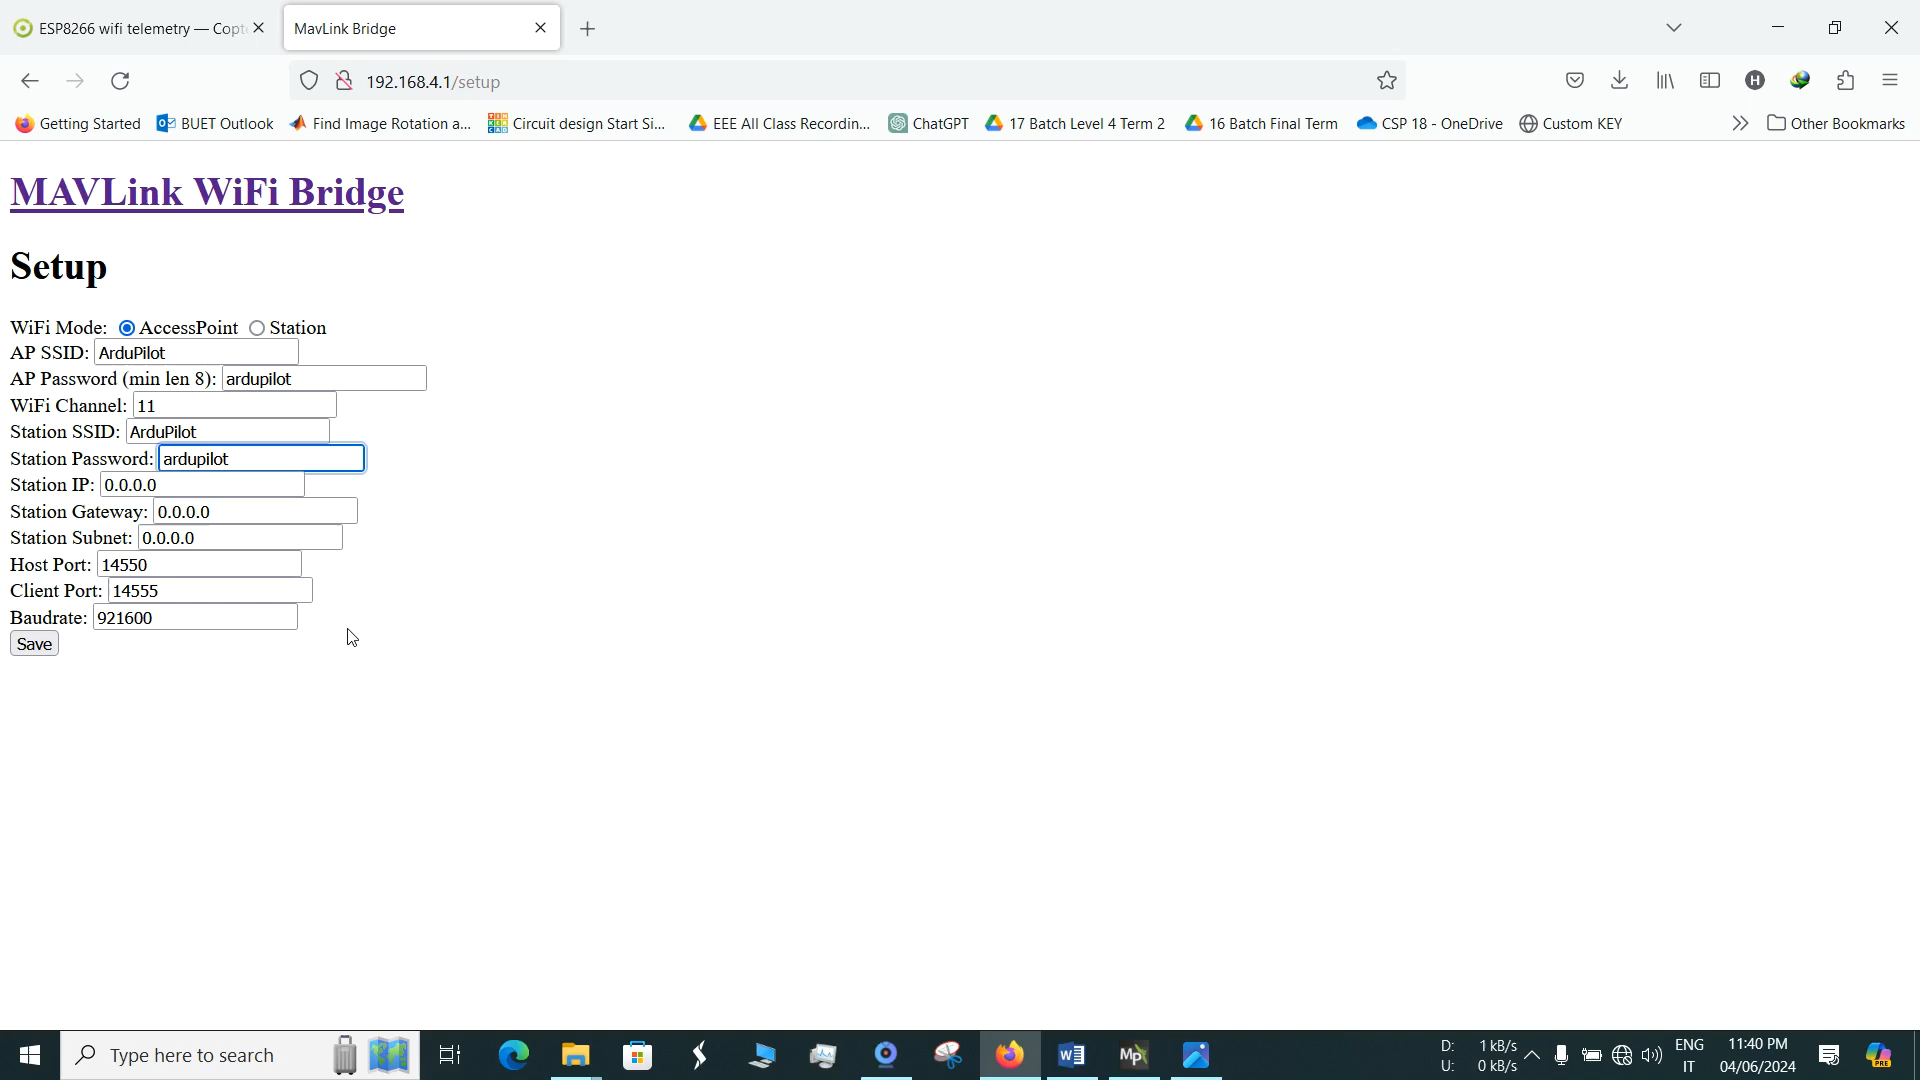 ESP8266 wifi telemetry — Copt
MavLink Bridge
192.168.4.1/setup
Getting Started
BUET Outlook
Find Image Rotation a...
Circuit design Start Si...
EEE All Class Recordin...
ChatGPT
17 Batch Level 4 Term 2
16 Batch Final Term
CSP 18 - OneDrive
Custom KEY
Other Bookmarks
MAVLink WiFi Bridge
Setup
WiFi Mode: AccessPoint Station
AP SSID: ArduPilot
AP Password (min len 8): ardupilot
WiFi Channel: 11
Station SSID: ArduPilot
Station Password: ardupilot
Station IP: 0.0.0.0
Station Gateway: 0.0.0.0
Station Subnet: 0.0.0.0
Host Port: 14550
Client Port: 14555
Baudrate: 921600
Save
Type here to search
D: 1 kB/s
U: 0 kB/s
ENG
IT
11:40 PM
04/06/2024